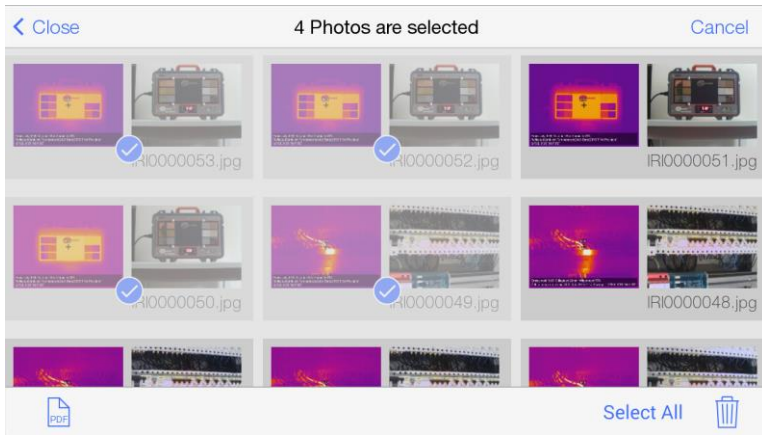 Close
4 Photos are selected
Cancel
IRI0000053.jpg
IRI0000052.jpg
IRI0000051.jpg
IRI0000050.jpg
IRI0000049.jpg
IRI0000048.jpg
PDF
Select All